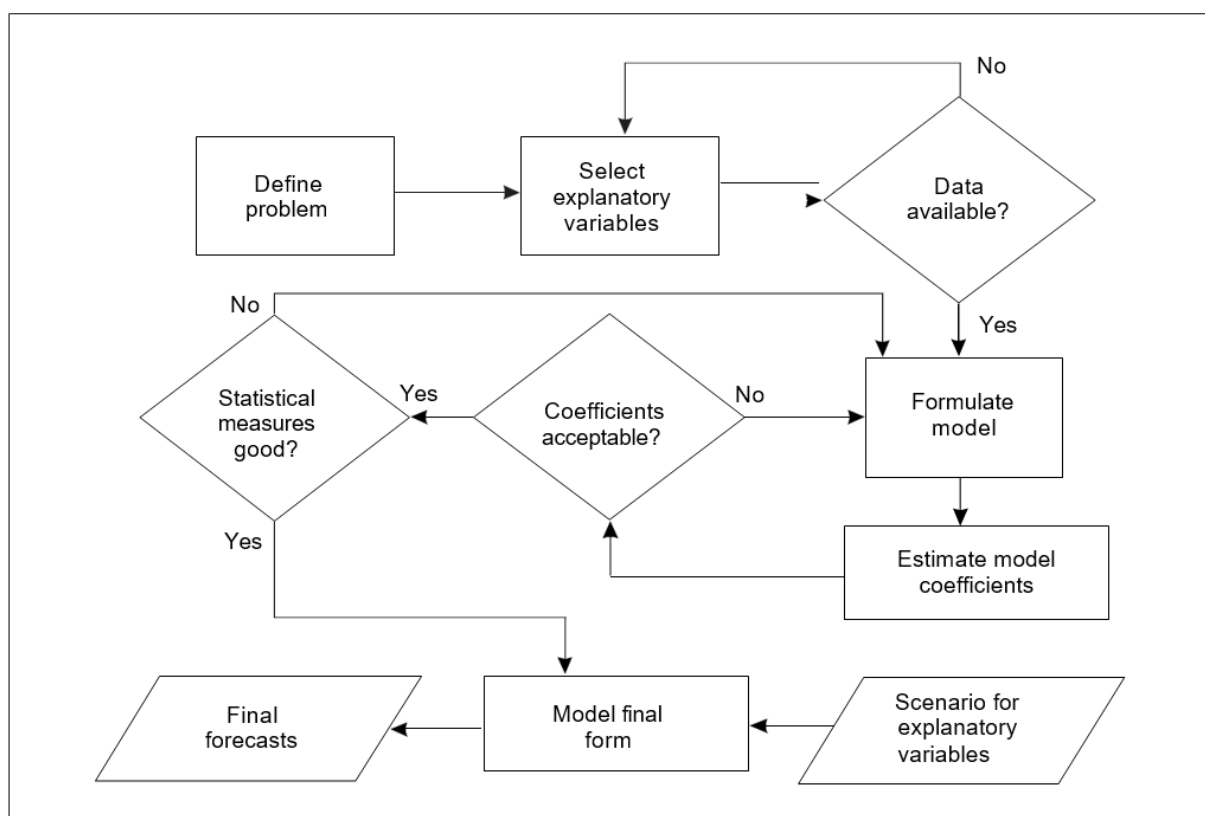 No
Define
problem
Select
explanatory
variables
Data
available?
No
Yes
Statistical
measures
good?
Yes
Coefficients
acceptable?
No
Formulate
model
Yes
Estimate model
coefficients
Final
forecasts
Model final
form
Scenario for
explanatory
variables